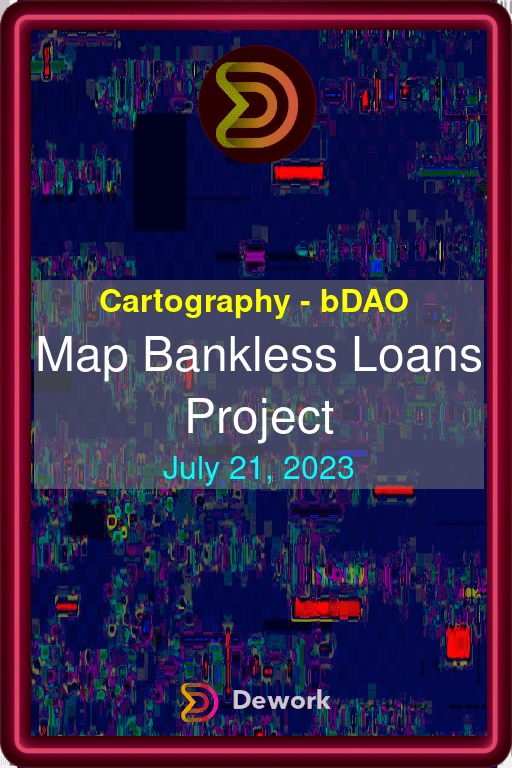 Cartography - bDAO
Map Bankless Loans
Project
July 21, 2023
Dework